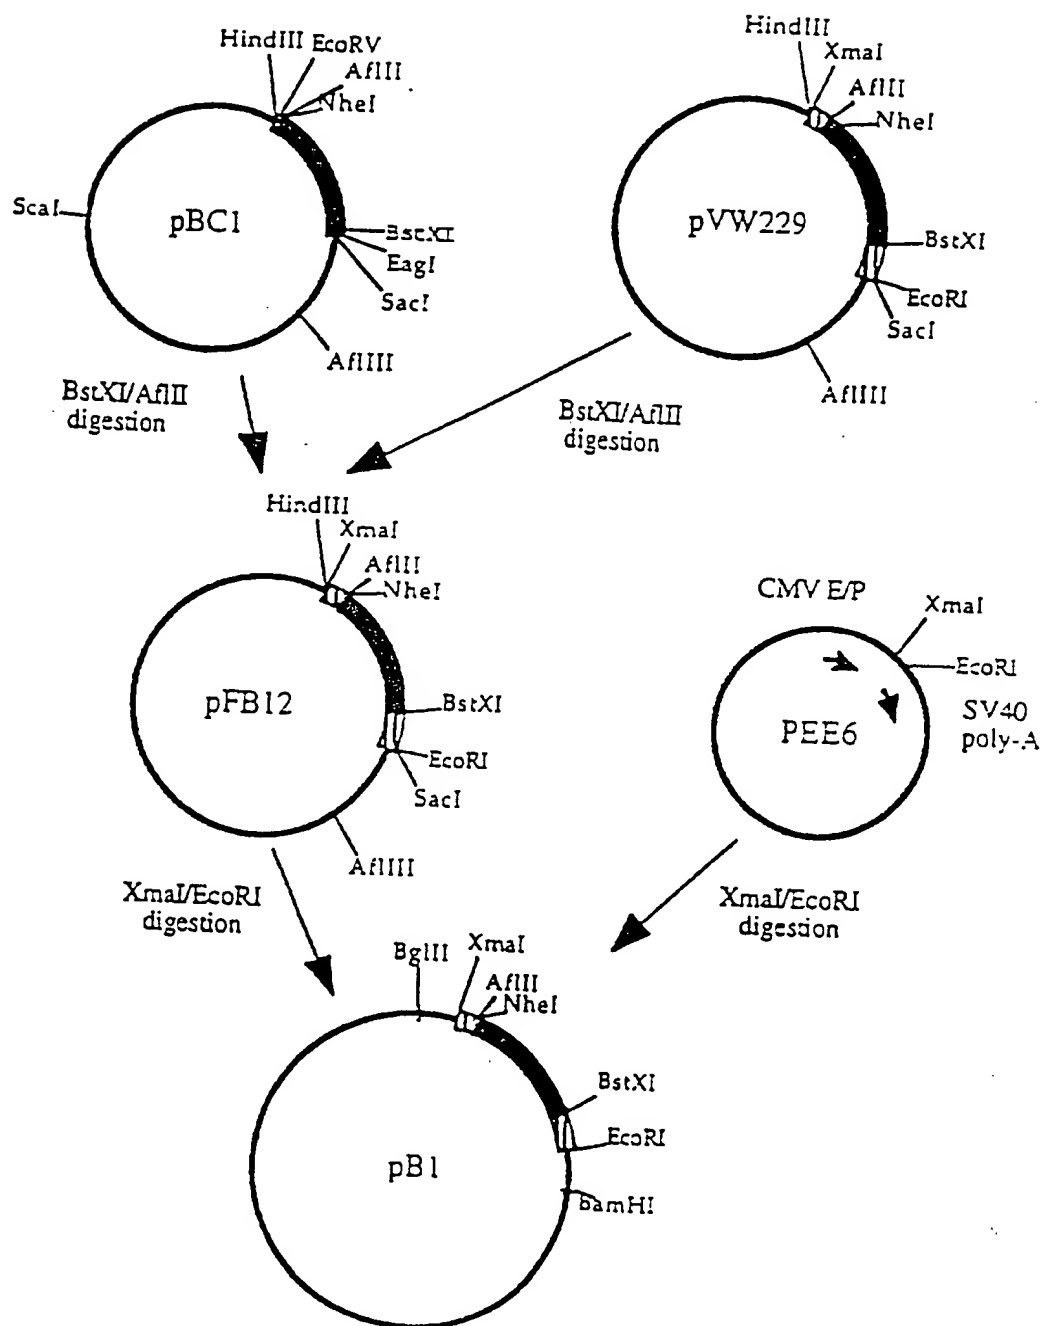 HindIII EcoRV
AflII
NheI
ScaI
pBC1
BstXI
EagI
SacI
AflIII
BstXI/AflII
digestion
HindIII
XmaI
AflII
NheI
pVW229
BstXI
EcoRI
SacI
AflIII
BstXI/AflII
digestion
HindIII
XmaI
AflII
NheI
pFB12
BstXI
EcoRI
SacI
AflIII
CMV E/P
XmaI
EcoRI
SV40
poly-A
PEE6
XmaI/EcoRI
digestion
XmaI/EcoRI
digestion
BglII
XmaI
AflII
NheI
BstXI
EcoRI
pB1
bamHI